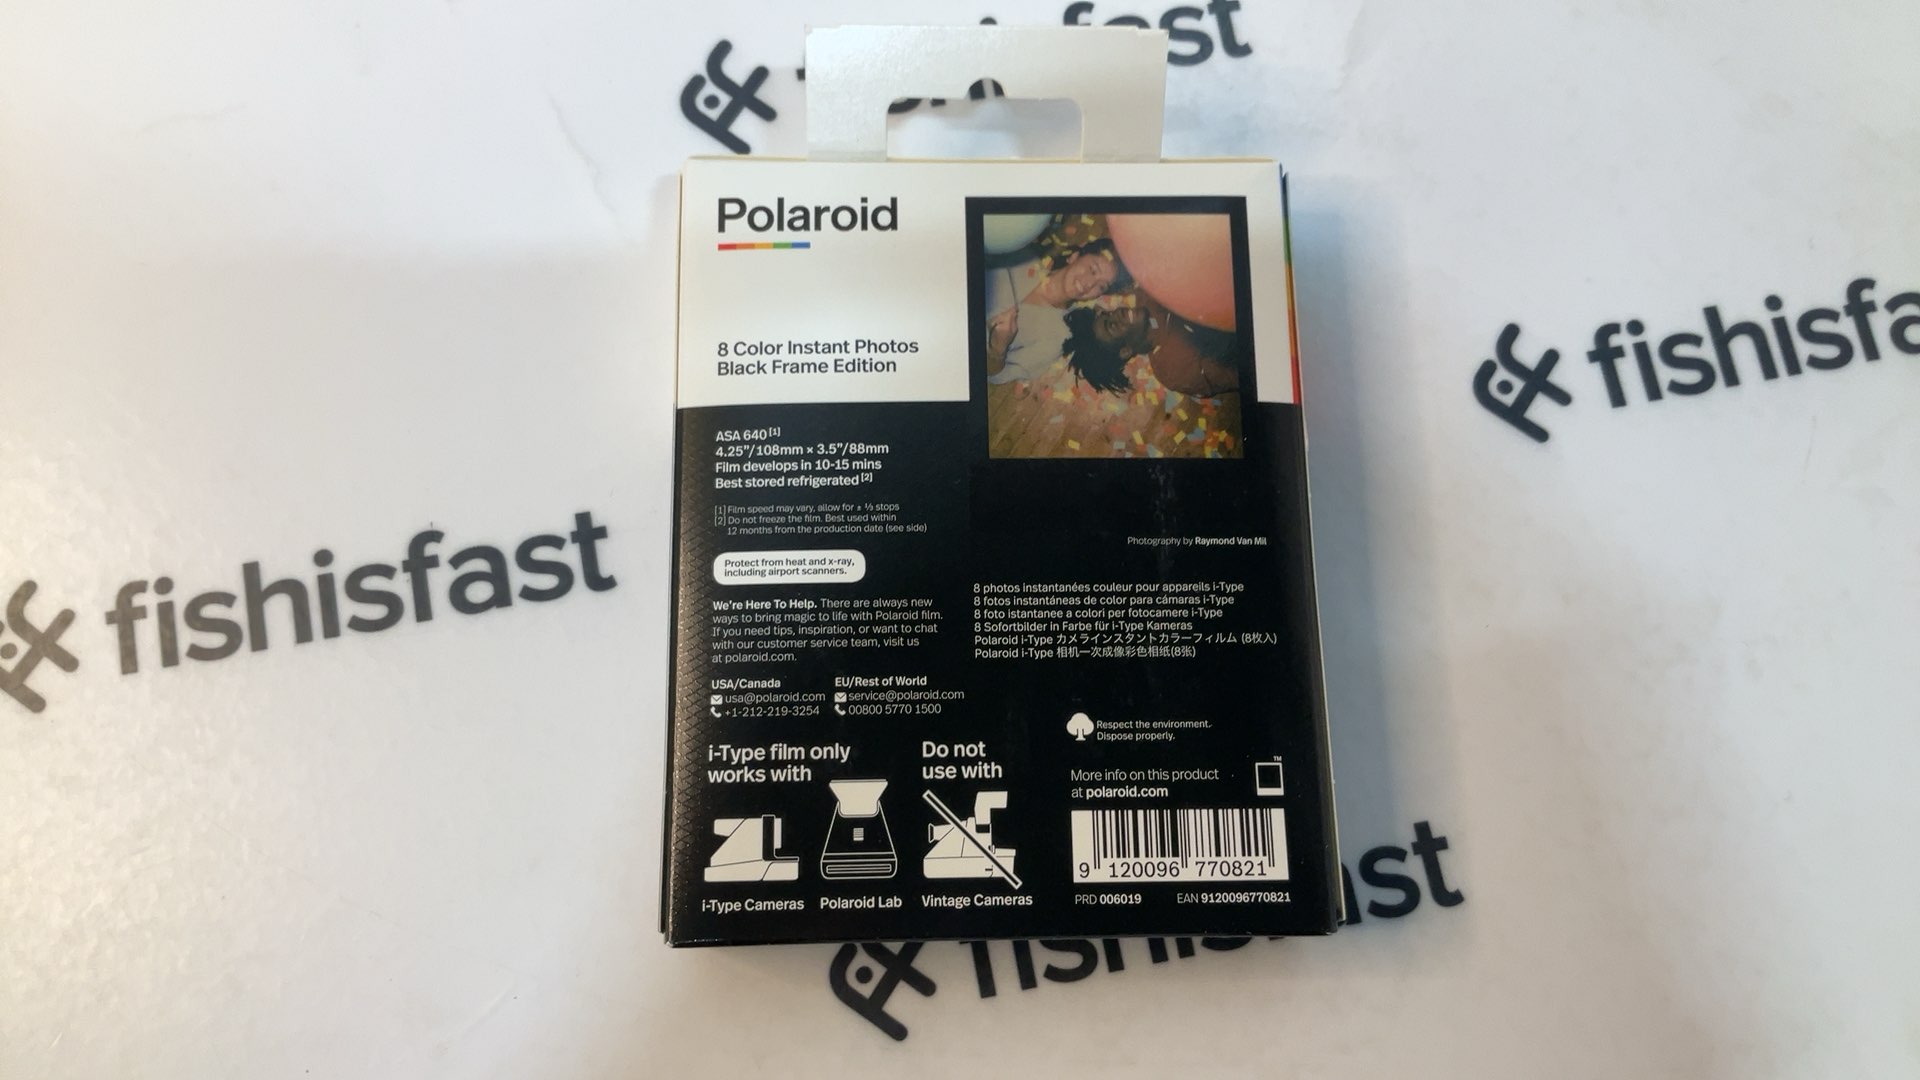 fishisfast
Polaroid
8 Color Instant Photos
Black Frame Edition
ASA 640 [1]
4.25"/108mm × 3.5"/88mm
Film develops in 10-15 mins
Best stored refrigerated [2]
[1] Film speed may vary, allow for ± ⅓ stops
[2] Do not freeze the film. Best used within
12 months from the production date (see side)
Protect from heat and x-ray,
including airport scanners.
We're Here To Help. There are always new
ways to bring magic to life with Polaroid film.
If you need tips, inspiration, or want to chat
with our customer service team, visit us
at polaroid.com.
USA/Canada
usa@polaroid.com
+1-212-219-3254
EU/Rest of World
service@polaroid.com
00800 5770 1500
i-Type film only
works with
Do not
use with
i-Type Cameras
Polaroid Lab
Vintage Cameras
Photography by Raymond Van Mil
8 photos instantanées couleur pour appareils i-Type
8 fotos instantáneas de color para cámaras i-Type
8 foto istantanee a colori per fotocamere i-Type
8 Sofortbilder in Farbe für i-Type Kameras
Polaroid i-Type カメラインスタントカラーフィルム (8枚入)
Polaroid i-Type 相机一次成像彩色相纸(8张)
Respect the environment.
Dispose properly.
More info on this product
at polaroid.com
TM
9 120096 770821
PRD 006019
EAN 9120096770821
fishisfa
st
ast
fishisfast